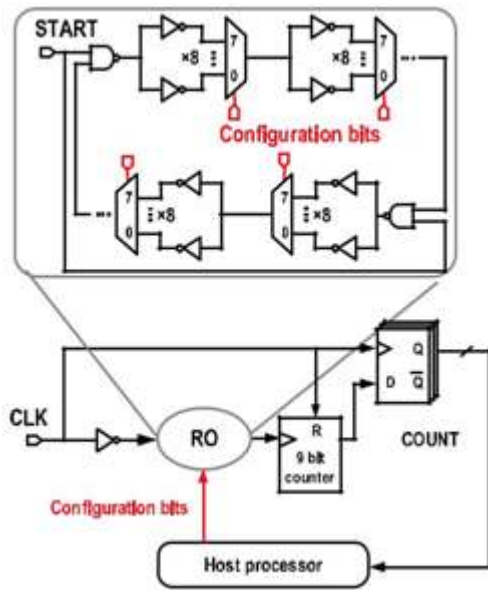 START
×8 ⋮ 7 0
×8 ⋮ 7 0 ...
Configuration bits
... 7 0 ⋮ ×8
7 0 ⋮ ×8
CLK
RO
R
9 bit
counter
Q
D Q̅
COUNT
Configuration bits
Host processor